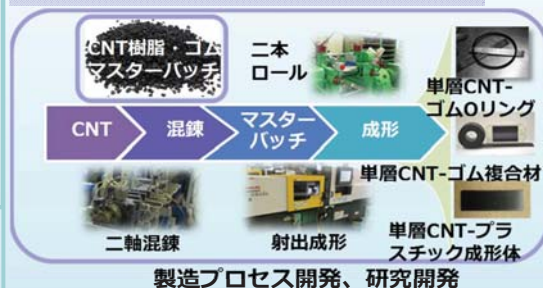 CNT樹脂・ゴム
マスターバッチ
二本
ロール
CNT
混錬
マスター
バッチ
成形
単層CNT-
ゴムOリング
単層CNT-ゴム複合材
単層CNT-プラ
スチック成形体
二軸混錬
射出成形
製造プロセス開発、研究開発